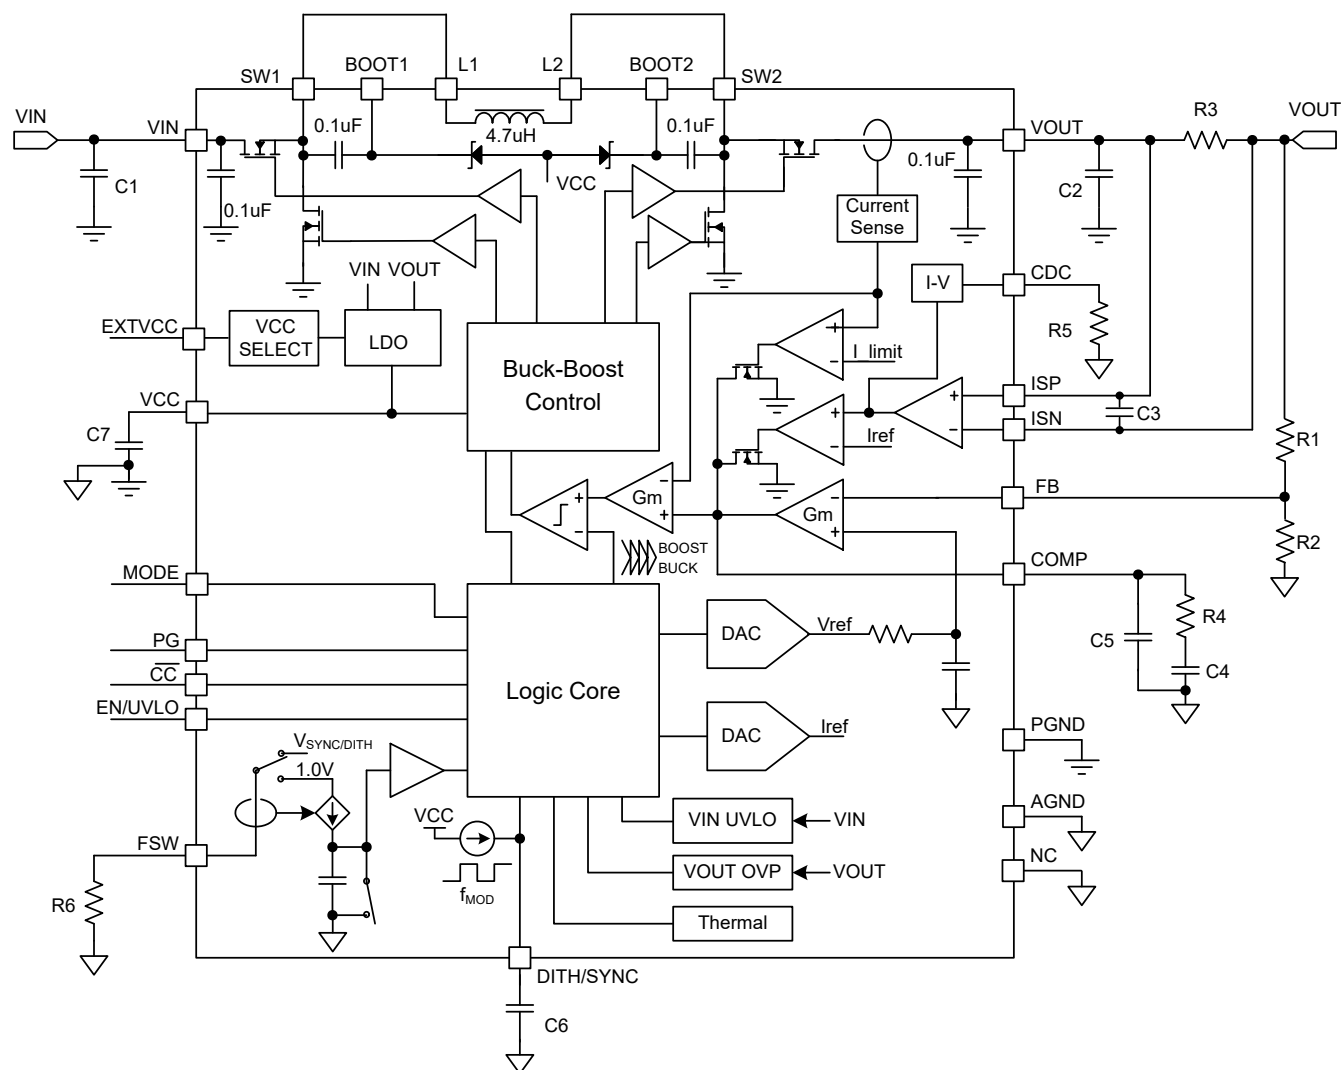 SW1
BOOT1
L1
L2
BOOT2
SW2
VIN
VIN
0.1uF
4.7uH
0.1uF
VOUT
R3
VOUT
C1
0.1uF
VCC
0.1uF
C2
Current
Sense
VIN
VOUT
I-V
CDC
EXTVCC
VCC
SELECT
LDO
Buck-Boost
Control
I_limit
R5
VCC
C7
Iref
ISP
C3
ISN
R1
Gm
Gm
FB
R2
BOOST
BUCK
COMP
MODE
PG
CC
EN/UVLO
Logic Core
DAC
Vref
C5
R4
C4
DAC
Iref
PGND
VSYNC/DITH
1.0V
VCC
VIN UVLO
VIN
AGND
FSW
fMOD
VOUT OVP
VOUT
NC
R6
Thermal
DITH/SYNC
C6